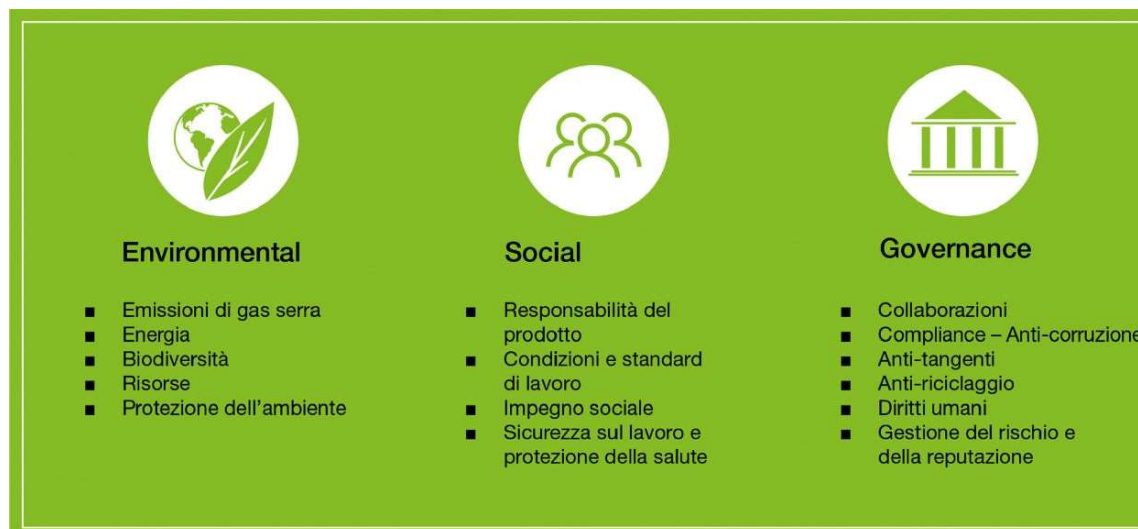 Environmental
■ Emissioni di gas serra
■ Energia
■ Biodiversità
■ Risorse
■ Protezione dell'ambiente
Social
■ Responsabilità del
prodotto
■ Condizioni e standard
di lavoro
■ Impegno sociale
■ Sicurezza sul lavoro e
protezione della salute
Governance
■ Collaborazioni
■ Compliance – Anti-corruzione
■ Anti-tangenti
■ Anti-riciclaggio
■ Diritti umani
■ Gestione del rischio e
della reputazione